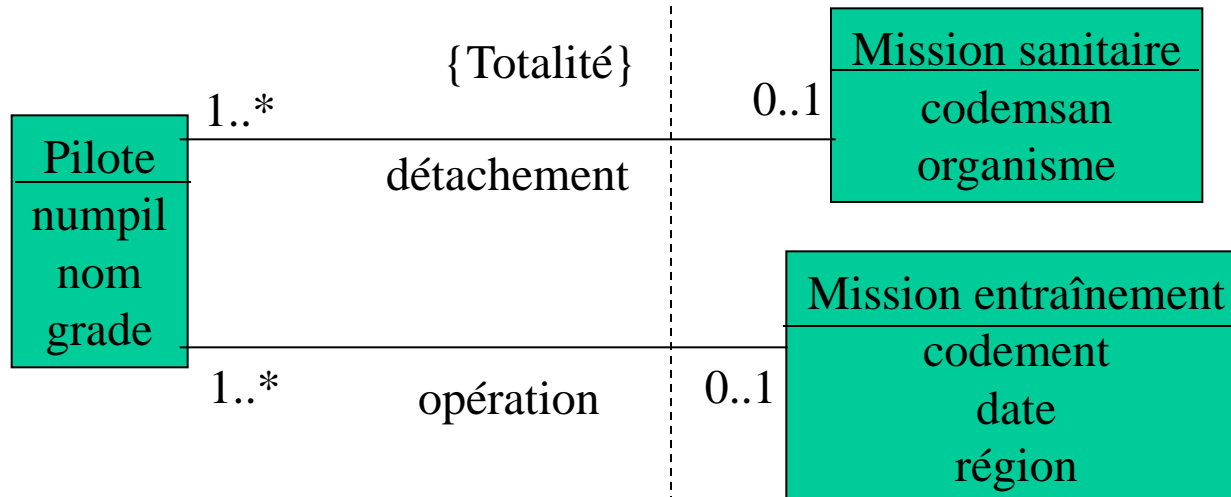 {Totalité}
1..*
0..1
détachement
Pilote
numpil
nom
grade
Mission sanitaire
codemsan
organisme
1..*
0..1
opération
Mission entraînement
codement
date
région